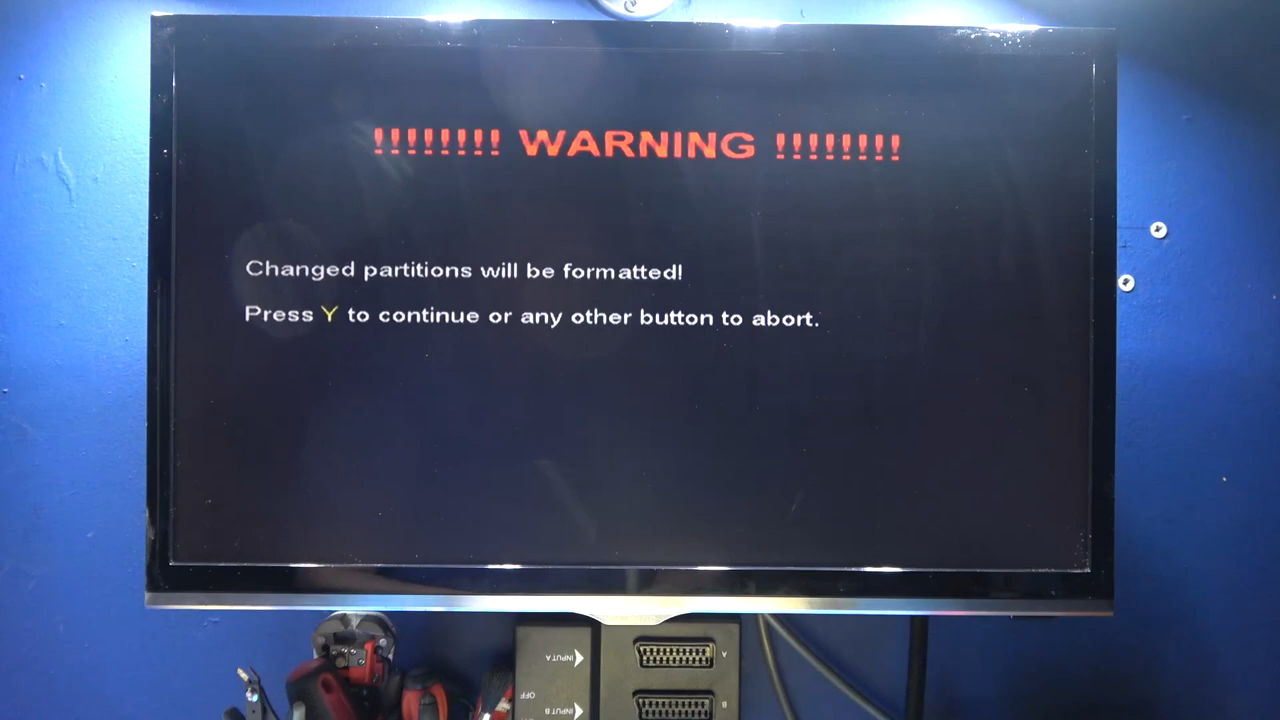 !!!!!!!! WARNING !!!!!!!!
Changed partitions will be formatted!
Press Y to continue or any other button to abort.
INPUT A
A
OFF
INPUT B
B